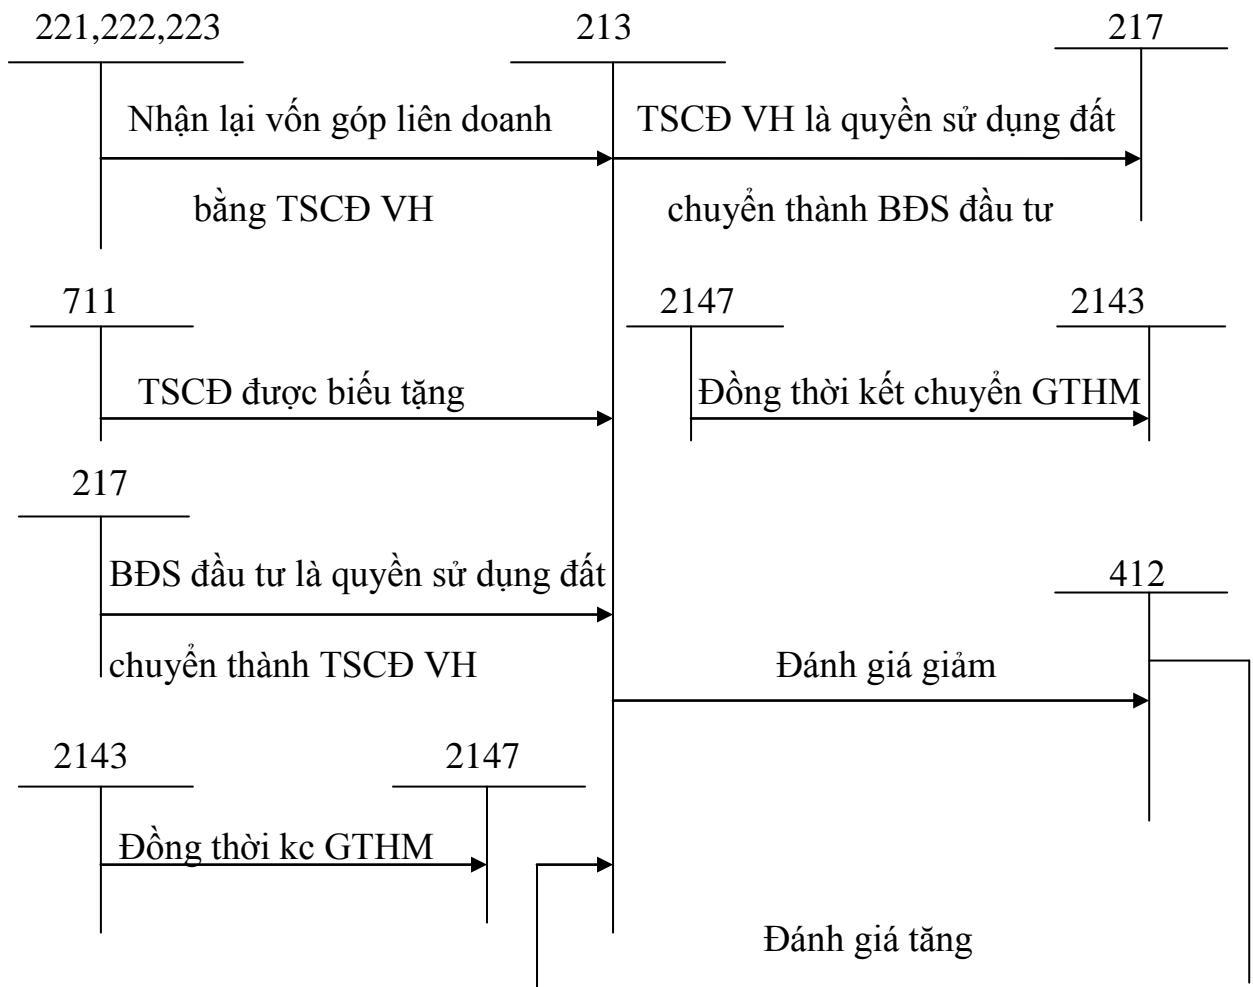 221,222,223
213
217
Nhận lại vốn góp liên doanh
TSCĐ VH là quyền sử dụng đất
bằng TSCĐ VH
chuyển thành BĐS đầu tư
711
2147
2143
TSCĐ được biếu tặng
Đồng thời kết chuyển GTHM
217
BĐS đầu tư là quyền sử dụng đất
412
chuyển thành TSCĐ VH
Đánh giá giảm
2143
2147
Đồng thời kc GTHM
Đánh giá tăng